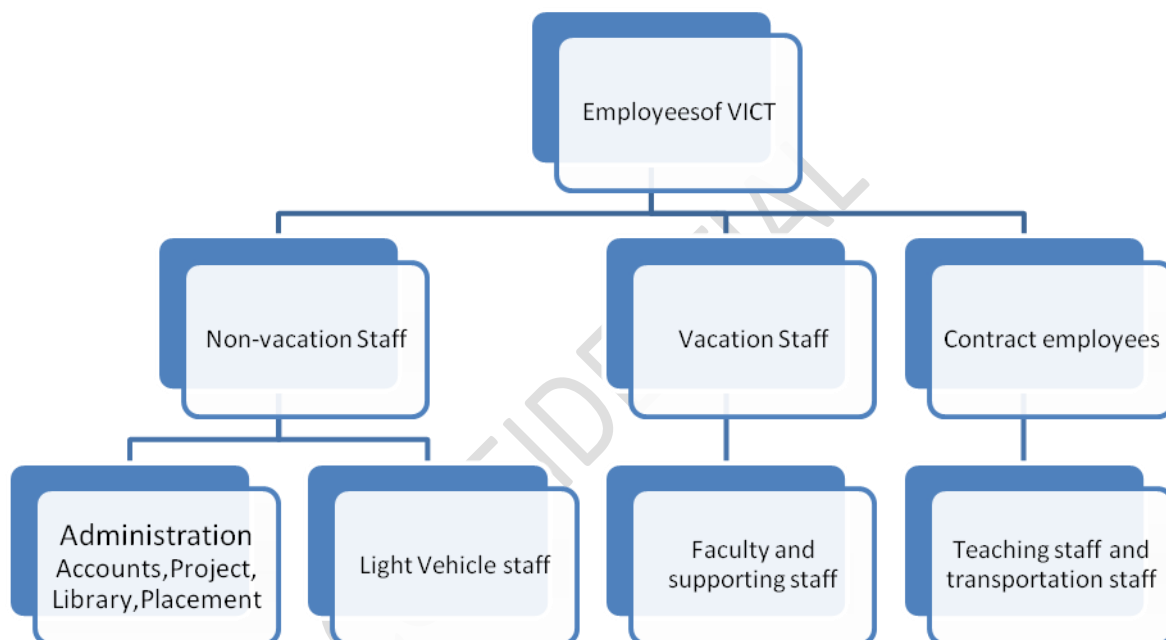 Employeesof VICT
Non-vacation Staff
Vacation Staff
Contract employees
Administration
Accounts,Project,
Library,Placement
Light Vehicle staff
Faculty and
supporting staff
Teaching staff and
transportation staff